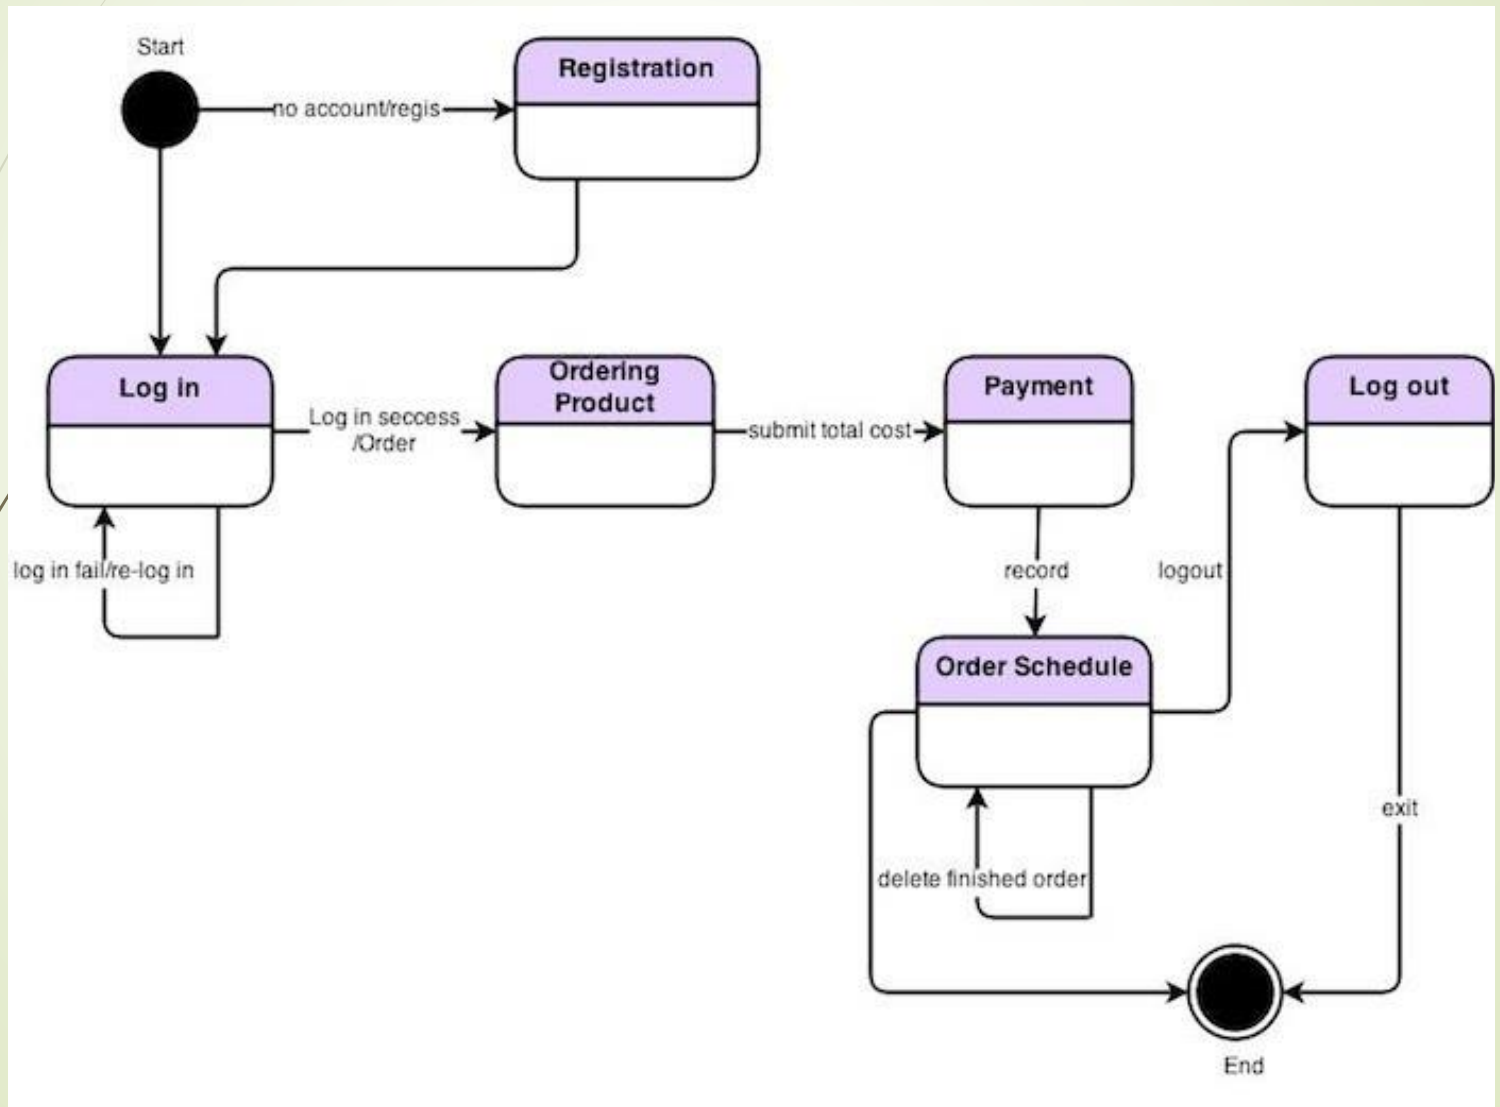 Start
Registration
no account/regis
Log in
Ordering
Product
Payment
Log out
Log in seccess
/Order
submit total cost
log in fail/re-log in
record
logout
Order Schedule
exit
delete finished order
End